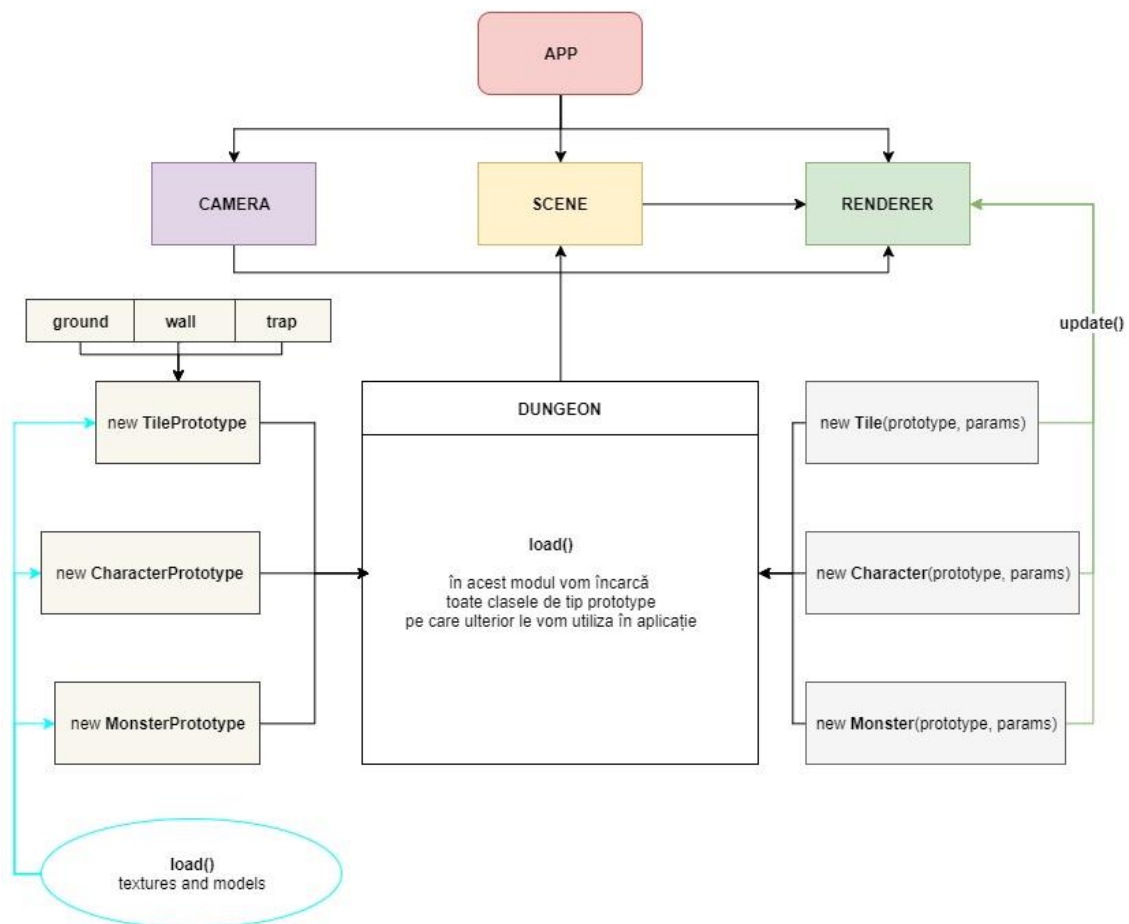 APP
CAMERA
SCENE
RENDERER
ground
wall
trap
update()
new TilePrototype
DUNGEON
new Tile(prototype, params)
load()
în acest modul vom încarcă
toate clasele de tip prototype
pe care ulterior le vom utiliza în aplicație
new CharacterPrototype
new Character(prototype, params)
new MonsterPrototype
new Monster(prototype, params)
load()
textures and models